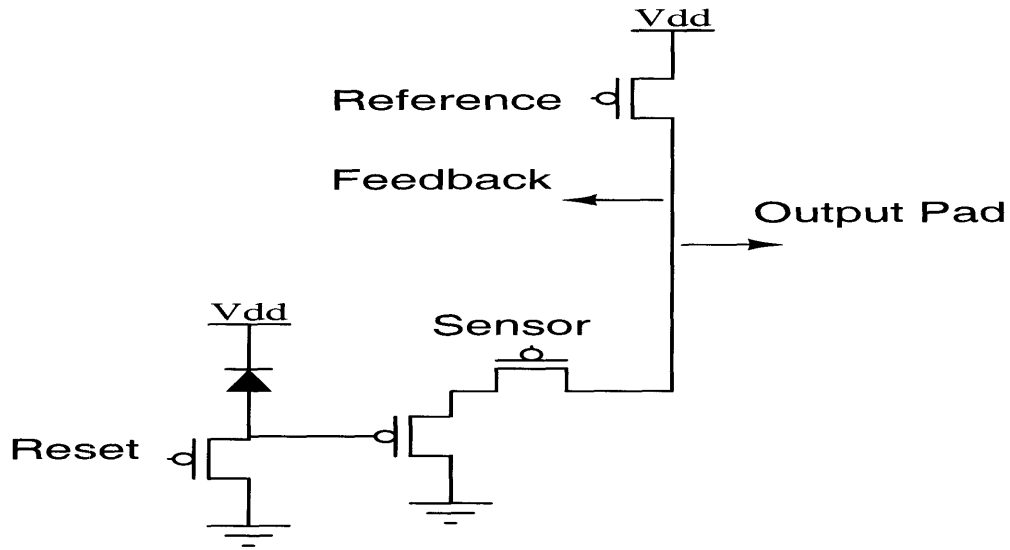 Vdd
Reference
Feedback
Output Pad
Vdd
Sensor
Reset